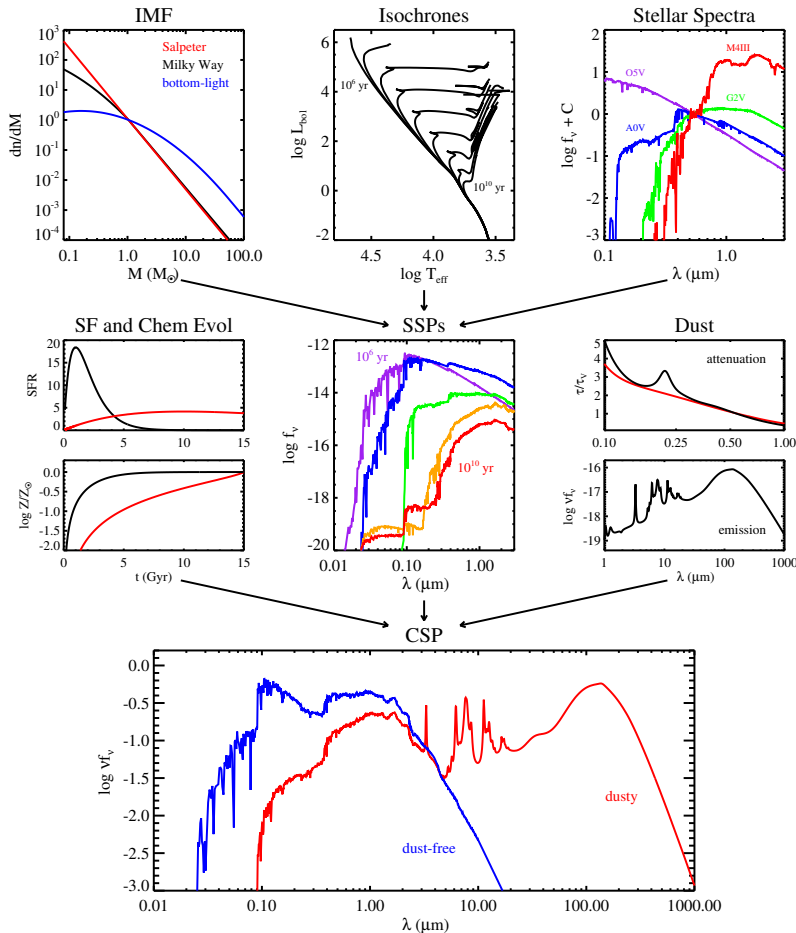 IMF
Isochrones
Stellar Spectra
10³
10²
10¹
10⁰
10⁻¹
10⁻²
10⁻³
10⁻⁴
dn/dM
Salpeter
Milky Way
bottom-light
0.1
1.0
10.0
100.0
M (M☉)
6
4
2
0
-2
log L_bol
10⁶ yr
10¹⁰ yr
4.5
4.0
3.5
log T_eff
2
1
0
-1
-2
-3
log f_ν + C
M4III
O5V
G2V
A0V
0.1
1.0
λ (μm)
SF and Chem Evol
SSPs
Dust
20
15
10
5
0
SFR
0
5
10
15
0.0
-0.5
-1.0
-1.5
-2.0
log Z/Z☉
0
5
10
15
t (Gyr)
-12
-14
-16
-18
-20
log f_ν
10⁶ yr
10¹⁰ yr
0.01
0.10
1.00
λ (μm)
5
4
3
2
1
τ/τ_V
attenuation
0.10
0.25
0.50
1.00
-16
-17
-18
-19
log νf_ν
emission
1
10
100
1000
λ (μm)
CSP
0.0
-0.5
-1.0
-1.5
-2.0
-2.5
-3.0
log νf_ν
dusty
dust-free
0.01
0.10
1.00
10.00
100.00
1000.00
λ (μm)